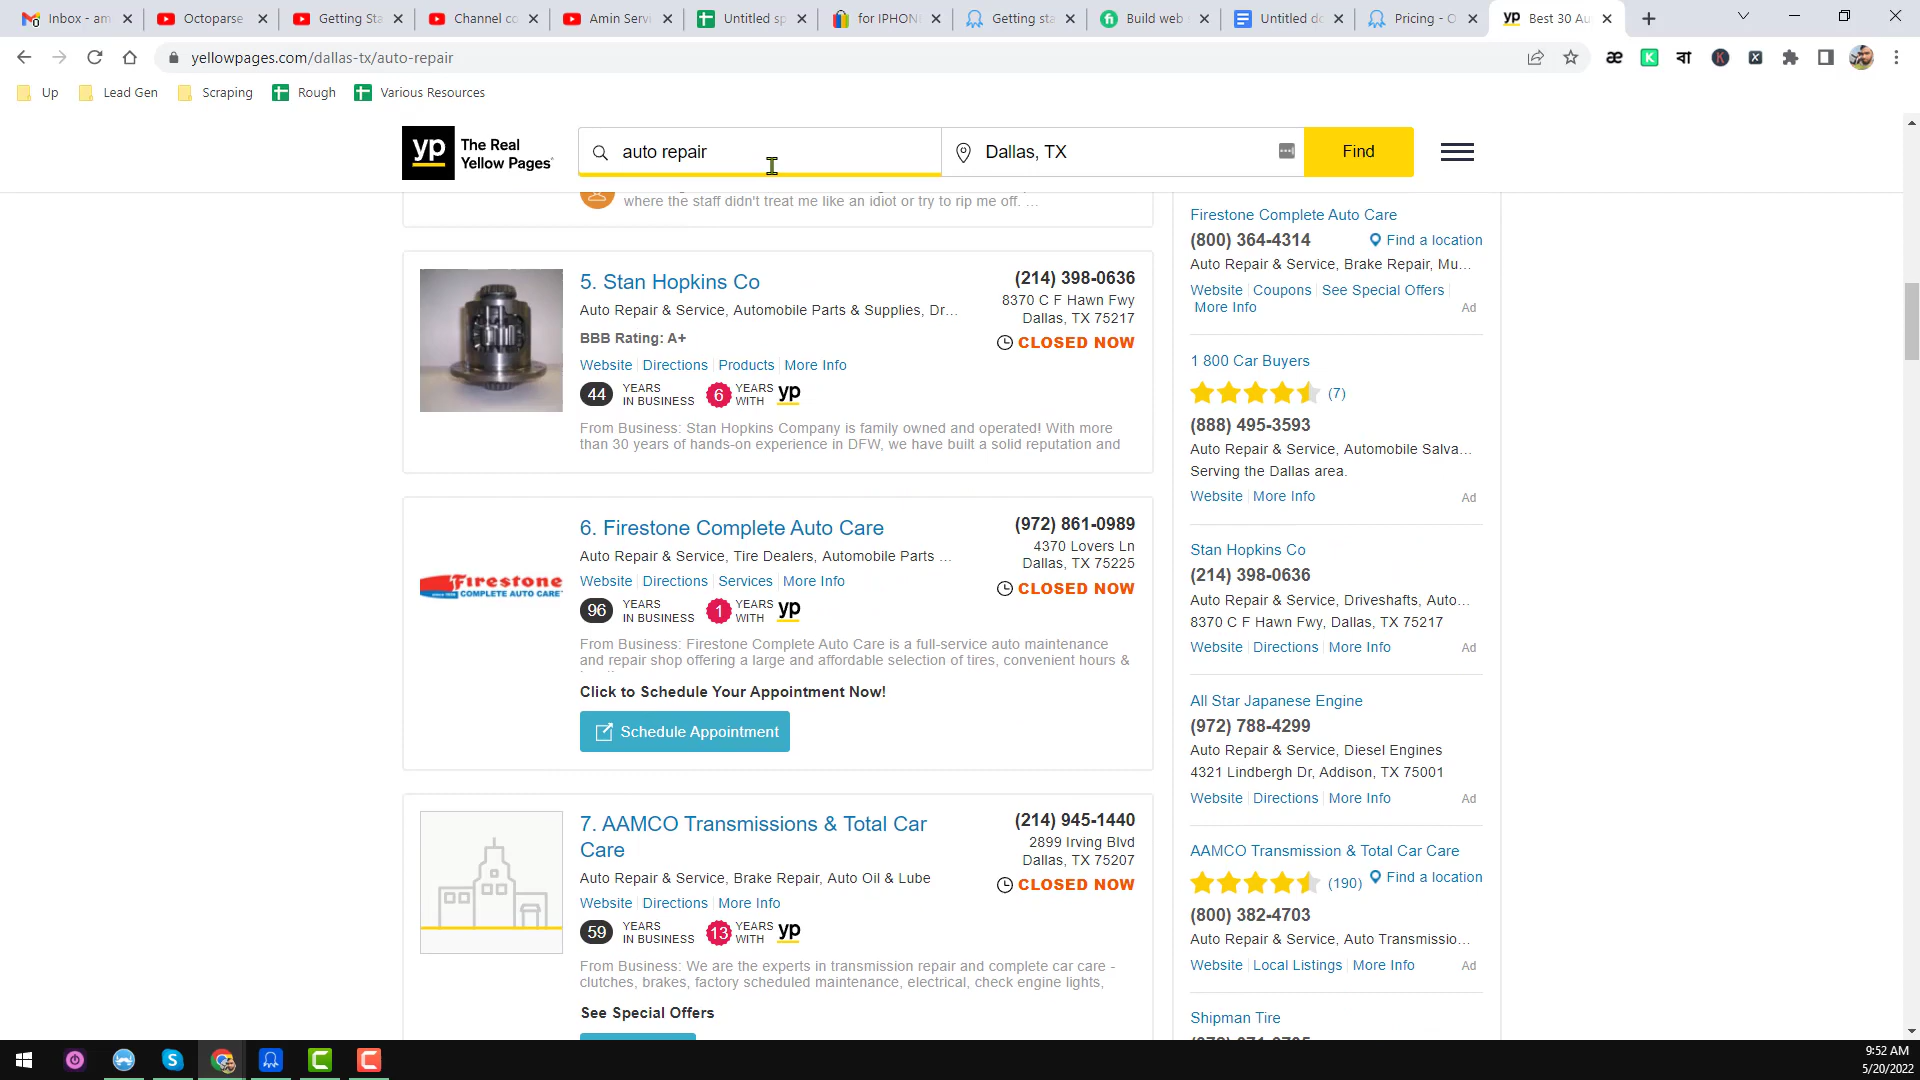 Inbox - am
Octoparse
Getting Sta
Channel co
Amin Servi
Untitled sp
for IPHON
Getting sta
Build web
Untitled do
Pricing - O
yp Best 30 Au
yellowpages.com/dallas-tx/auto-repair
Up
Lead Gen
Scraping
Rough
Various Resources
yp The Real Yellow Pages
auto repair
Dallas, TX
Find
where the staff didn't treat me like an idiot or try to rip me off. ...
5. Stan Hopkins Co
Auto Repair & Service, Automobile Parts & Supplies, Dr...
BBB Rating: A+
Website Directions Products More Info
44 YEARS IN BUSINESS 6 YEARS WITH yp
From Business: Stan Hopkins Company is family owned and operated! With more
than 30 years of hands-on experience in DFW, we have built a solid reputation and
(214) 398-0636
8370 C F Hawn Fwy
Dallas, TX 75217
CLOSED NOW
Firestone COMPLETE AUTO CARE
6. Firestone Complete Auto Care
Auto Repair & Service, Tire Dealers, Automobile Parts ...
Website Directions Services More Info
96 YEARS IN BUSINESS 1 YEARS WITH yp
From Business: Firestone Complete Auto Care is a full-service auto maintenance
and repair shop offering a large and affordable selection of tires, convenient hours &
Click to Schedule Your Appointment Now!
Schedule Appointment
(972) 861-0989
4370 Lovers Ln
Dallas, TX 75225
CLOSED NOW
7. AAMCO Transmissions & Total Car
Care
Auto Repair & Service, Brake Repair, Auto Oil & Lube
Website Directions More Info
59 YEARS IN BUSINESS 13 YEARS WITH yp
From Business: We are the experts in transmission repair and complete car care -
clutches, brakes, factory scheduled maintenance, electrical, check engine lights,
See Special Offers
(214) 945-1440
2899 Irving Blvd
Dallas, TX 75207
CLOSED NOW
Firestone Complete Auto Care
(800) 364-4314 Find a location
Auto Repair & Service, Brake Repair, Mu...
Website Coupons See Special Offers
More Info
Ad
1 800 Car Buyers
(7)
(888) 495-3593
Auto Repair & Service, Automobile Salva...
Serving the Dallas area.
Website More Info Ad
Stan Hopkins Co
(214) 398-0636
Auto Repair & Service, Driveshafts, Auto...
8370 C F Hawn Fwy, Dallas, TX 75217
Website Directions More Info Ad
All Star Japanese Engine
(972) 788-4299
Auto Repair & Service, Diesel Engines
4321 Lindbergh Dr, Addison, TX 75001
Website Directions More Info Ad
AAMCO Transmission & Total Car Care
(190) Find a location
(800) 382-4703
Auto Repair & Service, Auto Transmissio...
Website Local Listings More Info Ad
Shipman Tire
9:52 AM
5/20/2022